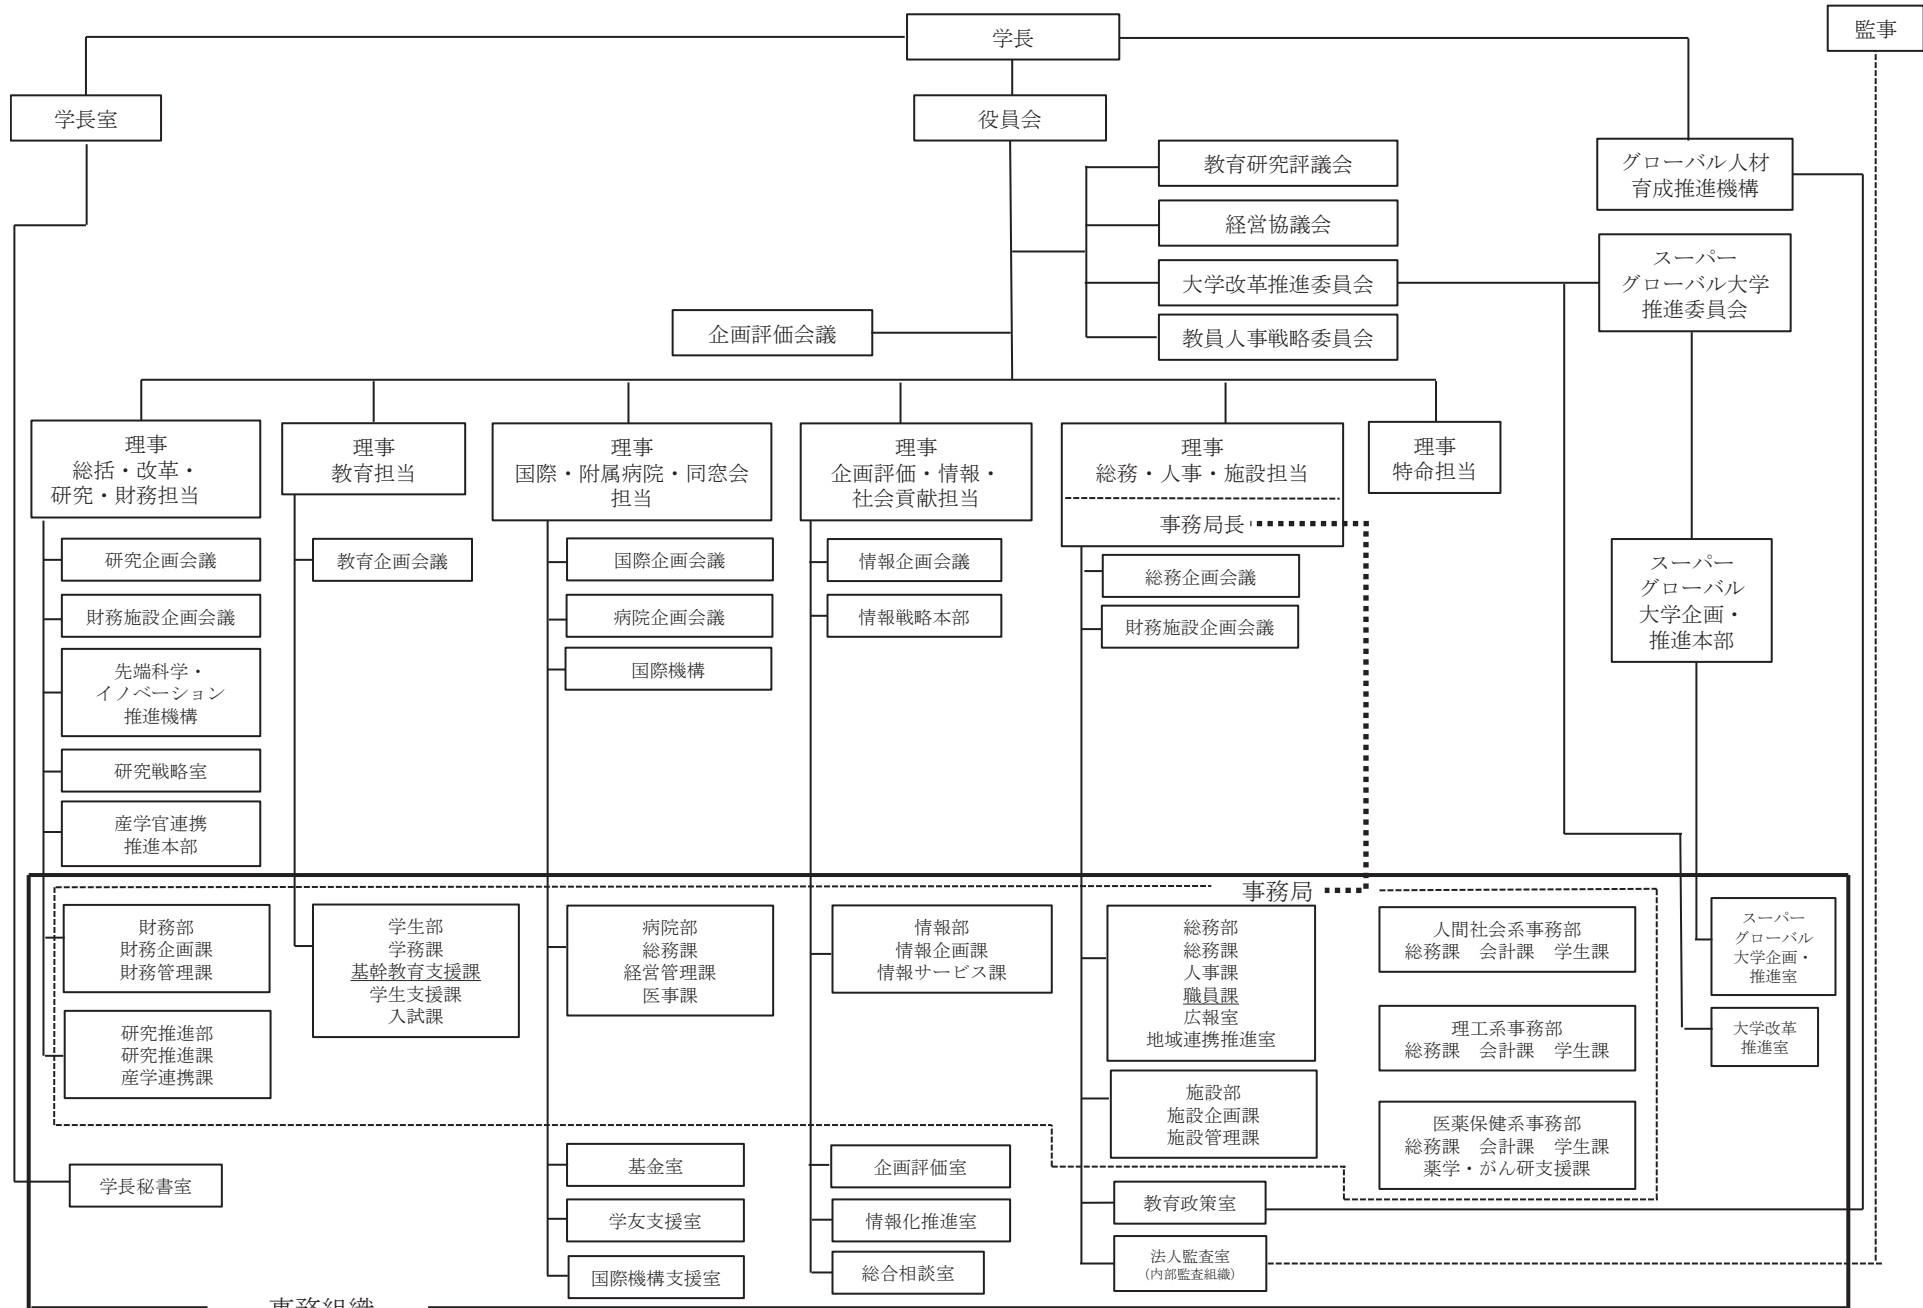 学長
監事
学長室
役員会
教育研究評議会
経営協議会
大学改革推進委員会
教員人事戦略委員会
グローバル人材
育成推進機構
スーパー
グローバル大学
推進委員会
企画評価会議
理事
総括・改革・
研究・財務担当
理事
教育担当
理事
国際・附属病院・同窓会
担当
理事
企画評価・情報・
社会貢献担当
理事
総務・人事・施設担当
事務局長
理事
特命担当
研究企画会議
財務施設企画会議
先端科学・
イノベーション
推進機構
研究戦略室
産学官連携
推進本部
教育企画会議
国際企画会議
病院企画会議
国際機構
情報企画会議
情報戦略本部
総務企画会議
財務施設企画会議
スーパー
グローバル
大学企画・
推進本部
事務局
財務部
財務企画課
財務管理課
研究推進部
研究推進課
産学連携課
学生部
学務課
基幹教育支援課
学生支援課
入試課
病院部
総務課
経営管理課
医事課
情報部
情報企画課
情報サービス課
総務部
総務課
人事課
職員課
広報室
地域連携推進室
施設部
施設企画課
施設管理課
人間社会系事務部
総務課　会計課　学生課
理工系事務部
総務課　会計課　学生課
医薬保健系事務部
総務課　会計課　学生課
薬学・がん研支援課
スーパー
グローバル
大学企画・
推進室
大学改革
推進室
学長秘書室
基金室
学友支援室
国際機構支援室
企画評価室
情報化推進室
総合相談室
教育政策室
法人監査室
（内部監査組織）
事務組織